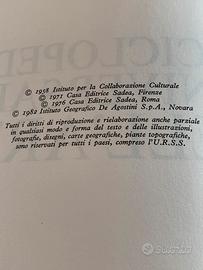 © 1958 Istituto per la Collaborazione Culturale
© 1971 Casa Editrice Sadea, Firenze
© 1976 Casa Editrice Sadea, Roma
© 1982 Istituto Geografico De Agostini S.p.A., Novara
Tutti i diritti di riproduzione e rielaborazione anche parziale
in qualsiasi modo e forma del testo e delle illustrazioni,
fotografie, disegni, carte geografiche, piante topografiche,
sono riservati per tutti i paesi, compreso l'U.R.S.S.
subito